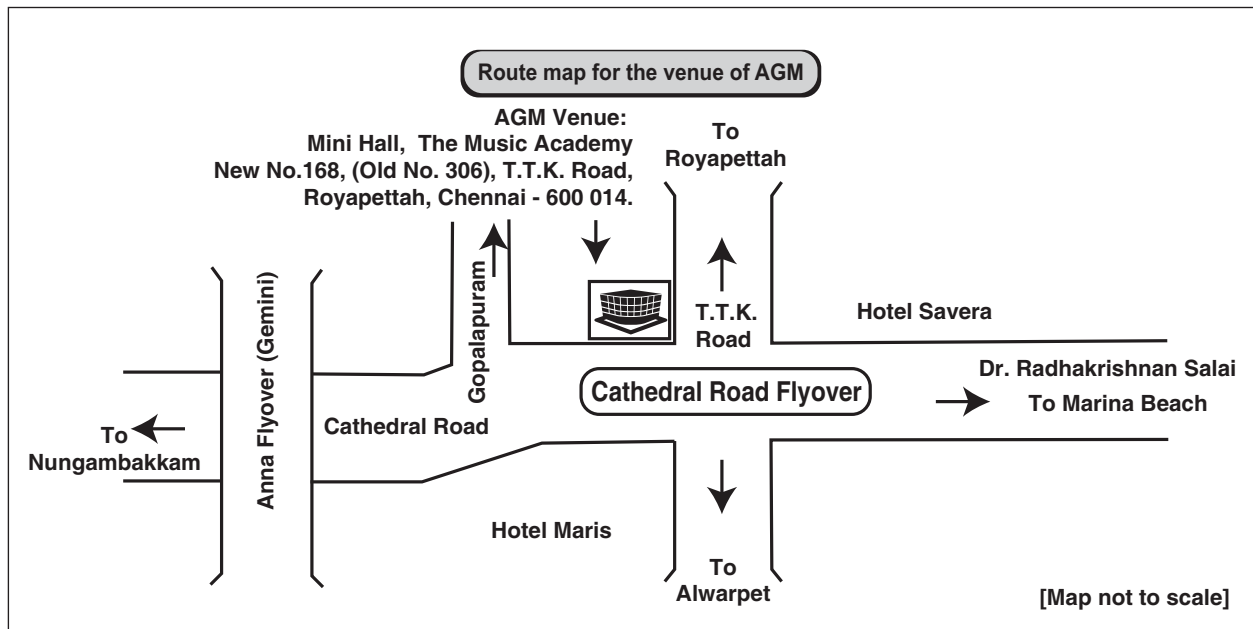 Route map for the venue of AGM
AGM Venue:
Mini Hall, The Music Academy
New No.168, (Old No. 306), T.T.K. Road,
Royapettah, Chennai - 600 014.
To
Royapettah
Anna Flyover (Gemini)
Gopalapuram
T.T.K.
Road
Hotel Savera
Cathedral Road Flyover
Dr. Radhakrishnan Salai
To Marina Beach
Cathedral Road
To
Nungambakkam
Hotel Maris
To
Alwarpet
[Map not to scale]